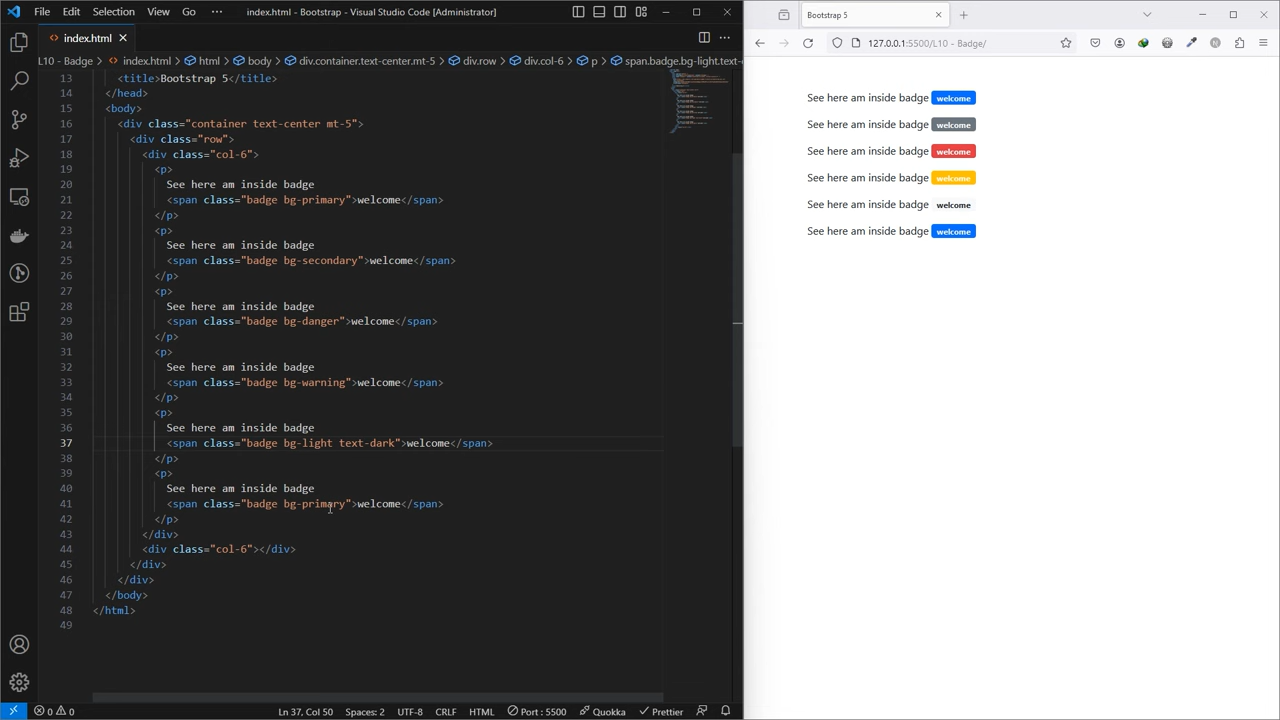 File Edit Selection View Go ··· index.html - Bootstrap - Visual Studio Code [Administrator]
index.html
L10 - Badge > index.html > html > body > div.container.text-center.mt-5 > div.row > div.col-6 > p > span.badge.bg-light.text-d
13 <title>Bootstrap 5</title>
14 </head>
15 <body>
16 <div class="container text-center mt-5">
17 <div class="row">
18 <div class="col-6">
19 <p>
20 See here am inside badge
21 <span class="badge bg-primary">welcome</span>
22 </p>
23 <p>
24 See here am inside badge
25 <span class="badge bg-secondary">welcome</span>
26 </p>
27 <p>
28 See here am inside badge
29 <span class="badge bg-danger">welcome</span>
30 </p>
31 <p>
32 See here am inside badge
33 <span class="badge bg-warning">welcome</span>
34 </p>
35 <p>
36 See here am inside badge
37 <span class="badge bg-light text-dark">welcome</span>
38 </p>
39 <p>
40 See here am inside badge
41 <span class="badge bg-primary">welcome</span>
42 </p>
43 </div>
44 <div class="col-6"></div>
45 </div>
46 </div>
47 </body>
48 </html>
49
0 0 Ln 37, Col 50 Spaces: 2 UTF-8 CRLF HTML Port : 5500 Quokka Prettier
Bootstrap 5
127.0.0.1:5500/L10 - Badge/
See here am inside badge welcome
See here am inside badge welcome
See here am inside badge welcome
See here am inside badge welcome
See here am inside badge welcome
See here am inside badge welcome